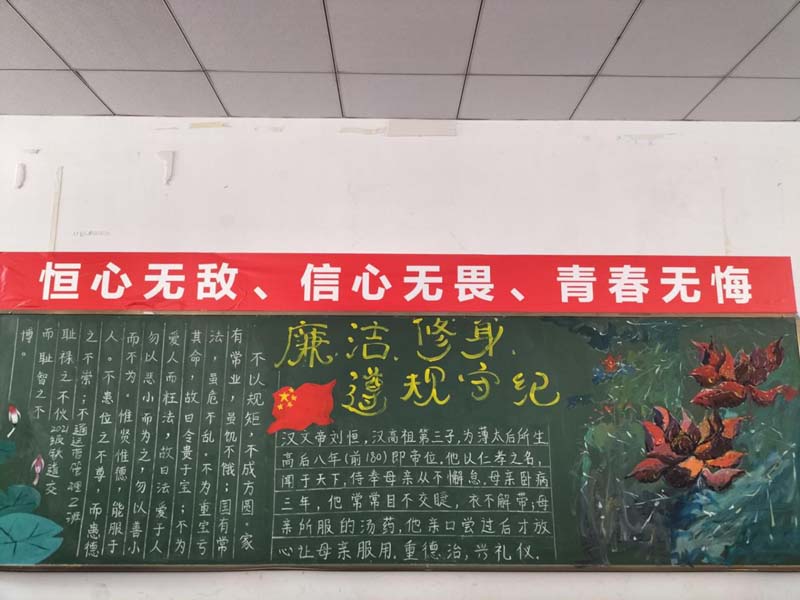 恒心无敌、信心无畏、青春无悔
廉洁、修身、
遵规守纪
不以规矩,不成方圆。家
有常业,虽饥不饿;国有常
法,虽危不乱。不为重宝亏
其命,故曰令贵于宝;不为
爱人而枉法,故曰法爱于人
勿以恶小而为之,勿以善小
而不为。惟贤惟德,能服于
人。不患位之不尊,而患德
之不崇;不
耻禄之不伙
而耻智之不
博。
2021级铁道交
通运营管理2班
汉文帝刘恒,汉高祖第三子,为薄太后所生
高后八年(前180)即帝位。他以仁孝之名,
闻于天下,侍奉母亲从不懈怠。母亲卧病
三年,他常常目不交睫,衣不解带;母
亲所服的汤药,他亲口尝过后才放
心让母亲服用。重德治,兴礼仪.